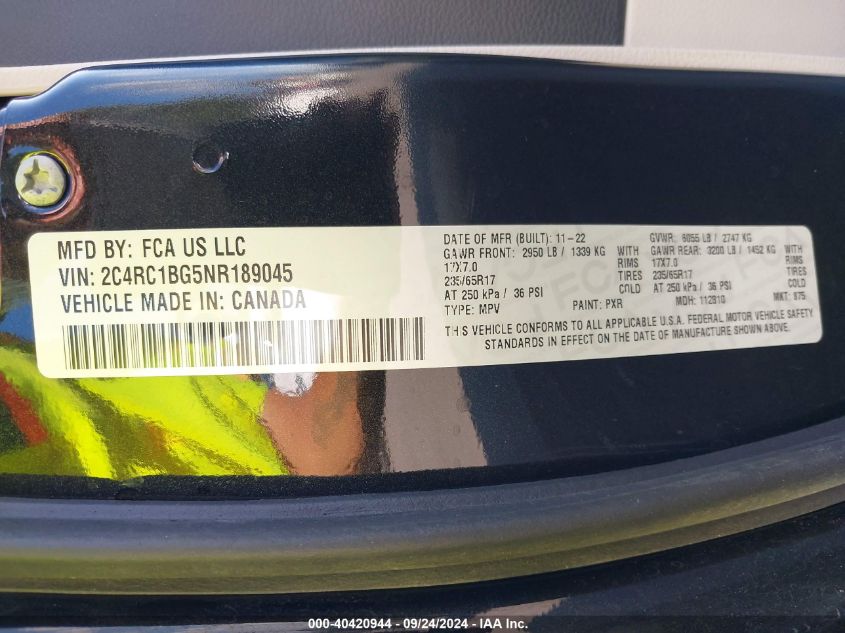 MFD BY: FCA US LLC
VIN: 2C4RC1BG5NR189045
VEHICLE MADE IN: CANADA
DATE OF MFR (BUILT): 11-22 GVWR: 6055 LB / 2747 KG
GAWR FRONT: 2950 LB / 1339 KG WITH GAWR REAR: 3200 LB / 1452 KG WITH
17X7.0 RIMS 17X7.0 RIMS
235/65R17 TIRES 235/65R17 TIRES
AT 250 kPa / 36 PSI COLD AT 250 kPa / 36 PSI COLD
TYPE: MPV PAINT: PXR MDH: 112810 MKT: 875
THIS VEHICLE CONFORMS TO ALL APPLICABLE U.S.A. FEDERAL MOTOR VEHICLE SAFETY
STANDARDS IN EFFECT ON THE DATE OF MANUFACTURE SHOWN ABOVE.
000-40420944 - 09/24/2024 - IAA Inc.